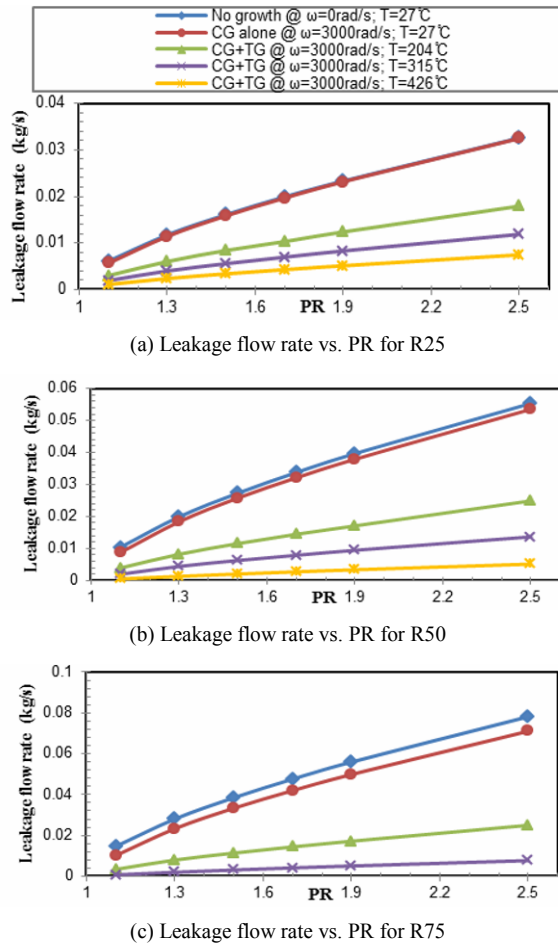 No growth @ ω=0rad/s; T=27℃
CG alone @ ω=3000rad/s; T=27℃
CG+TG @ ω=3000rad/s; T=204℃
CG+TG @ ω=3000rad/s; T=315℃
CG+TG @ ω=3000rad/s; T=426℃
Leakage flow rate (kg/s)
0.04
0.03
0.02
0.01
0
1 1.3 1.6 1.9 2.2 2.5
PR
(a) Leakage flow rate vs. PR for R25
Leakage flow rate (kg/s)
0.06
0.05
0.04
0.03
0.02
0.01
0
1 1.3 1.6 1.9 2.2 2.5
PR
(b) Leakage flow rate vs. PR for R50
Leakage flow rate (kg/s)
0.1
0.08
0.06
0.04
0.02
0
1 1.3 1.6 1.9 2.2 2.5
PR
(c) Leakage flow rate vs. PR for R75